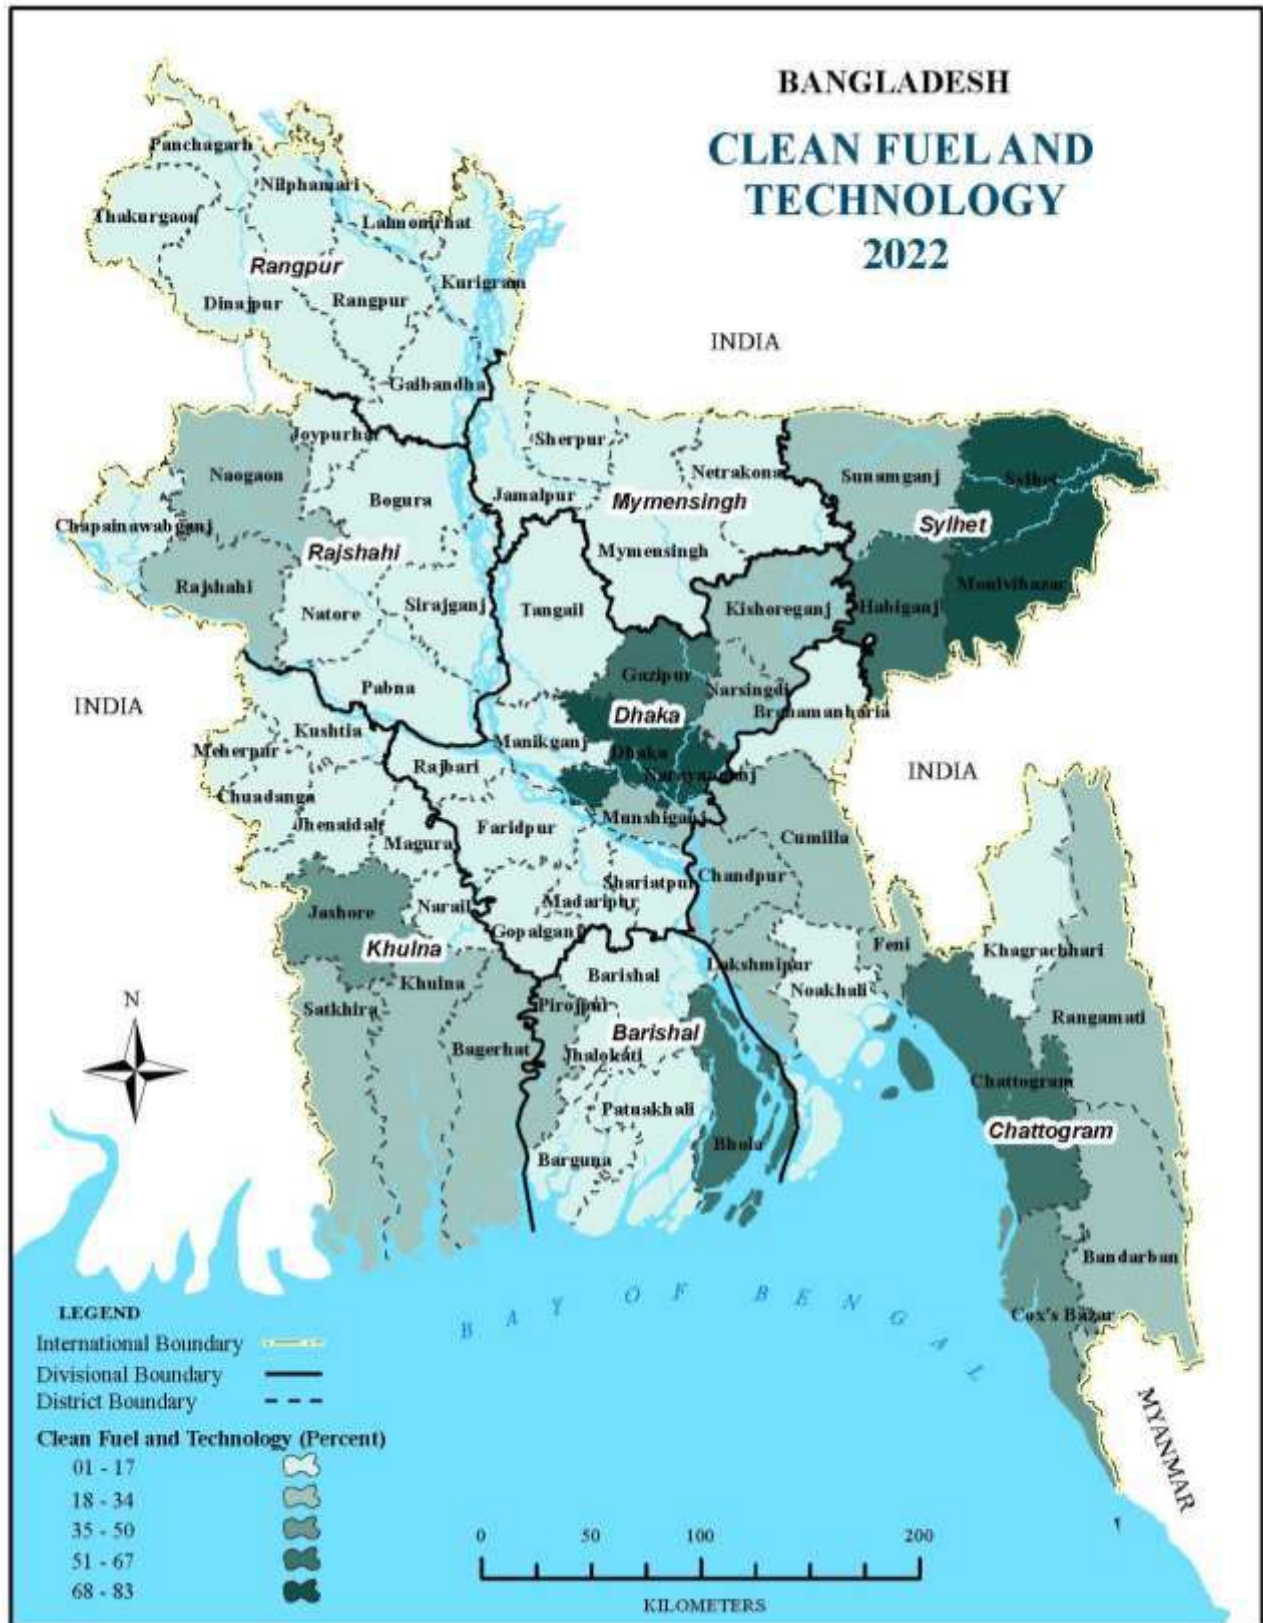 BANGLADESH
CLEAN FUEL AND
TECHNOLOGY
2022
Panchagarh
Nilphamari
Thakurgaon
Lalmonirhat
Rangpur
Kurigram
Dinajpur
Rangpur
INDIA
Gaibandha
Joypurhat
Sherpur
Naogaon
Netrakona
Sunamganj
Sylhet
Bogura
Jamalpur
Mymensingh
Chapainawabganj
Sylhet
Rajshahi
Mymensingh
Rajshahi
Moulvibazar
Sirajganj
Tangail
Kishoreganj
Habiganj
Natore
Gazipur
Pabna
Narsingdi
INDIA
Dhaka
Brahamanbaria
Kushtia
Manikganj
Meherpur
Dhaka
Rajbari
Narayanganj
INDIA
Chuadanga
Jhenaidah
Faridpur
Munshiganj
Magura
Cumilla
Chandpur
Shariatpur
Jashore
Narail
Madaripur
Gopalganj
Khulna
Feni
Khagrachhari
Lakshmipur
Barishal
Khulna
Noakhali
N
Satkhira
Pirojpur
Rangamati
Barishal
Bagerhat
Jhalokati
Chattogram
Patuakhali
Chattogram
Bhola
Barguna
Bandarban
BAY OF BENGAL
Cox's Bazar
MYANMAR
LEGEND
International Boundary
Divisional Boundary
District Boundary
Clean Fuel and Technology (Percent)
01 - 17
18 - 34
35 - 50
51 - 67
68 - 83
0 50 100 200
KILOMETERS